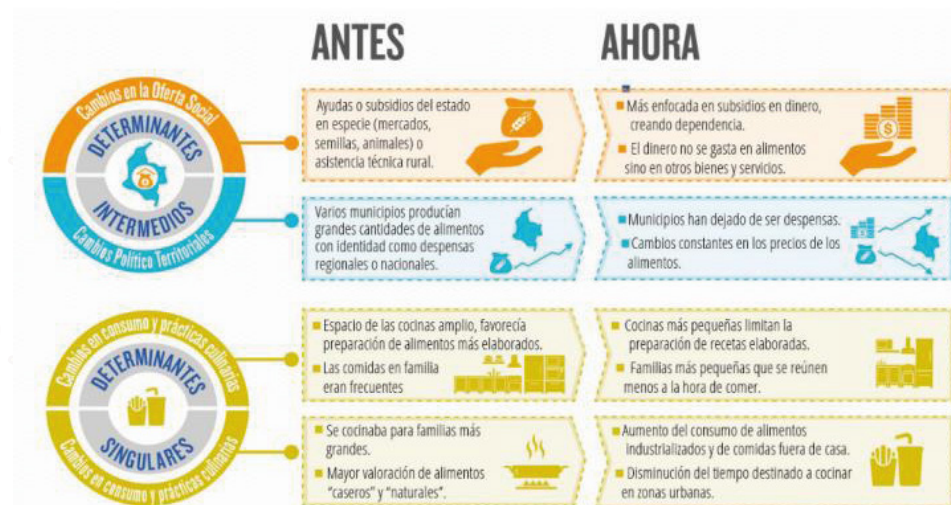 ANTES
AHORA
Cambios en la Oferta Social
DETERMINANTES
INTERMEDIOS
Cambios Político Territoriales
Ayudas o subsidios del estado
en especie (mercados,
semillas, animales) o
asistencia técnica rural.
Más enfocada en subsidios en dinero,
creando dependencia.
El dinero no se gasta en alimentos
sino en otros bienes y servicios.
Varios municipios producían
grandes cantidades de alimentos
con identidad como despensas
regionales o nacionales.
Municipios han dejado de ser despensas.
Cambios constantes en los precios de los
alimentos.
Cambios en consumo y prácticas culinarias
DETERMINANTES
SINGULARES
Cambios en consumo y prácticas culinarias
Espacio de las cocinas amplio, favorecía
preparación de alimentos más elaborados.
Las comidas en familia
eran frecuentes
Cocinas más pequeñas limitan la
preparación de recetas elaboradas.
Familias más pequeñas que se reúnen
menos a la hora de comer.
Se cocinaba para familias más
grandes.
Mayor valoración de alimentos
"caseros" y "naturales".
Aumento del consumo de alimentos
industrializados y de comidas fuera de casa.
Disminución del tiempo destinado a cocinar
en zonas urbanas.